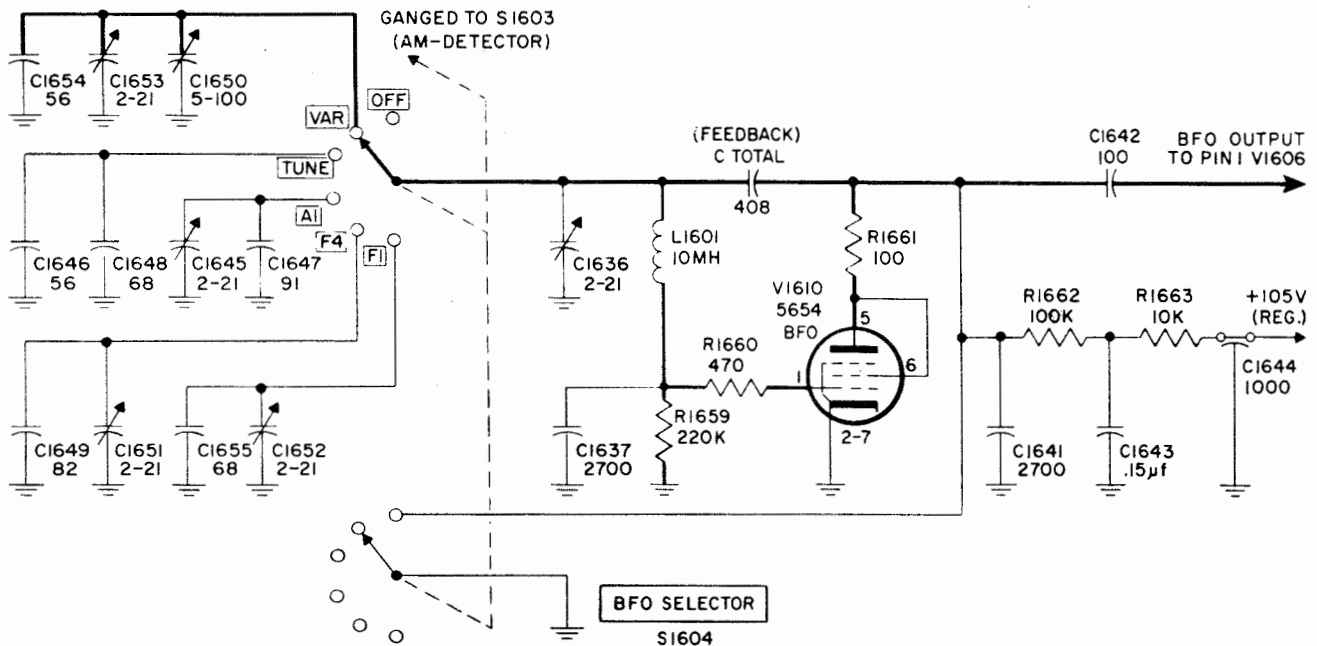 GANGED TO S1603
(AM-DETECTOR)
C1654
56
C1653
2-21
C1650
5-100
VAR
OFF
TUNE
A1
F4
F1
C1646
56
C1648
68
C1645
2-21
C1647
91
C1649
82
C1651
2-21
C1655
68
C1652
2-21
(FEEDBACK)
C TOTAL
408
C1642
100
BFO OUTPUT
TO PIN 1 V1606
C1636
2-21
L1601
10MH
R1661
100
V1610
5654
BFO
5
6
1
2-7
R1660
470
R1659
220K
C1637
2700
R1662
100K
R1663
10K
+105V
(REG.)
C1644
1000
C1641
2700
C1643
.15µf
BFO SELECTOR
S1604